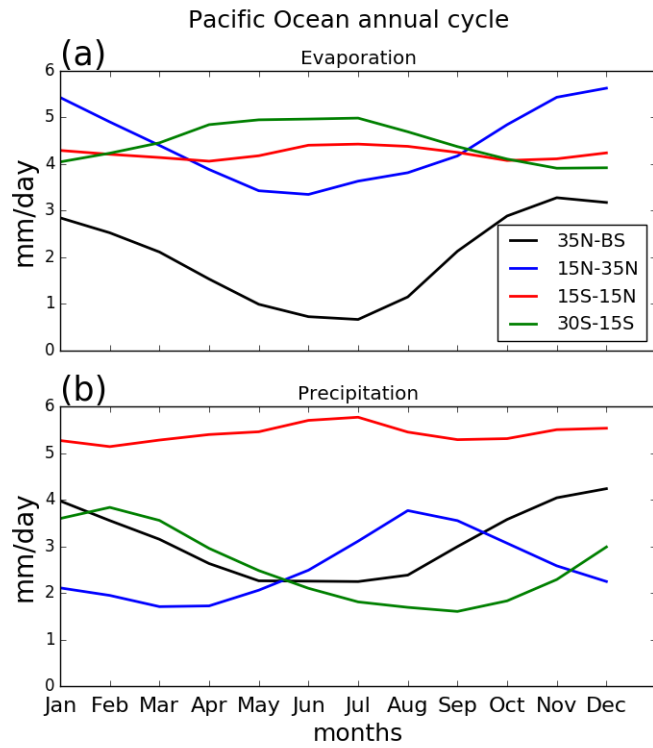 Pacific Ocean annual cycle
(a)
Evaporation
6
5
4
3
2
1
0
mm/day
35N-BS
15N-35N
15S-15N
30S-15S
(b)
Precipitation
6
5
4
3
2
1
0
mm/day
Jan Feb Mar Apr May Jun Jul Aug Sep Oct Nov Dec
months